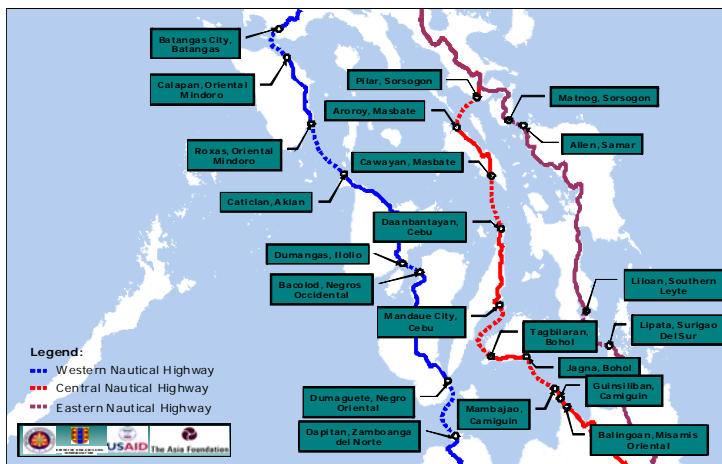 Batangas City,
Batangas
Calapan, Oriental
Mindoro
Pilar, Sorsogon
Aroroy, Masbate
Matnog, Sorsogon
Allen, Samar
Roxas, Oriental
Mindoro
Cawayan, Masbate
Caticlan, Aklan
Daanbantayan,
Cebu
Dumangas, Iloilo
Bacolod, Negros
Occidental
Liloan, Southern
Leyte
Mandaue City,
Cebu
Tagbilaran,
Bohol
Lipata, Surigao
Del Sur
Jagna, Bohol
Legend:
Western Nautical Highway
Central Nautical Highway
Eastern Nautical Highway
Dumaguete, Negro
Oriental
Mambajao,
Camiguin
Guinsiliban,
Camiguin
Dapitan, Zamboanga
del Norte
Balingoan, Misamis
Oriental
USAID
The Asia Foundation